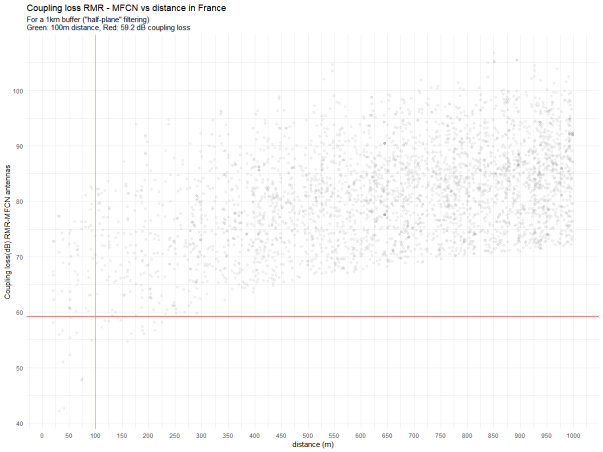 Coupling loss RMR - MFCN vs distance in France
For a 1km buffer ("half-plane" filtering)
Green: 100m distance, Red: 59.2 dB coupling loss
Coupling loss(dB) RMR-MFCN antennas
100
90
80
70
60
50
40
0 50 100 150 200 250 300 350 400 450 500 550 600 650 700 750 800 850 900 950 1000
distance (m)